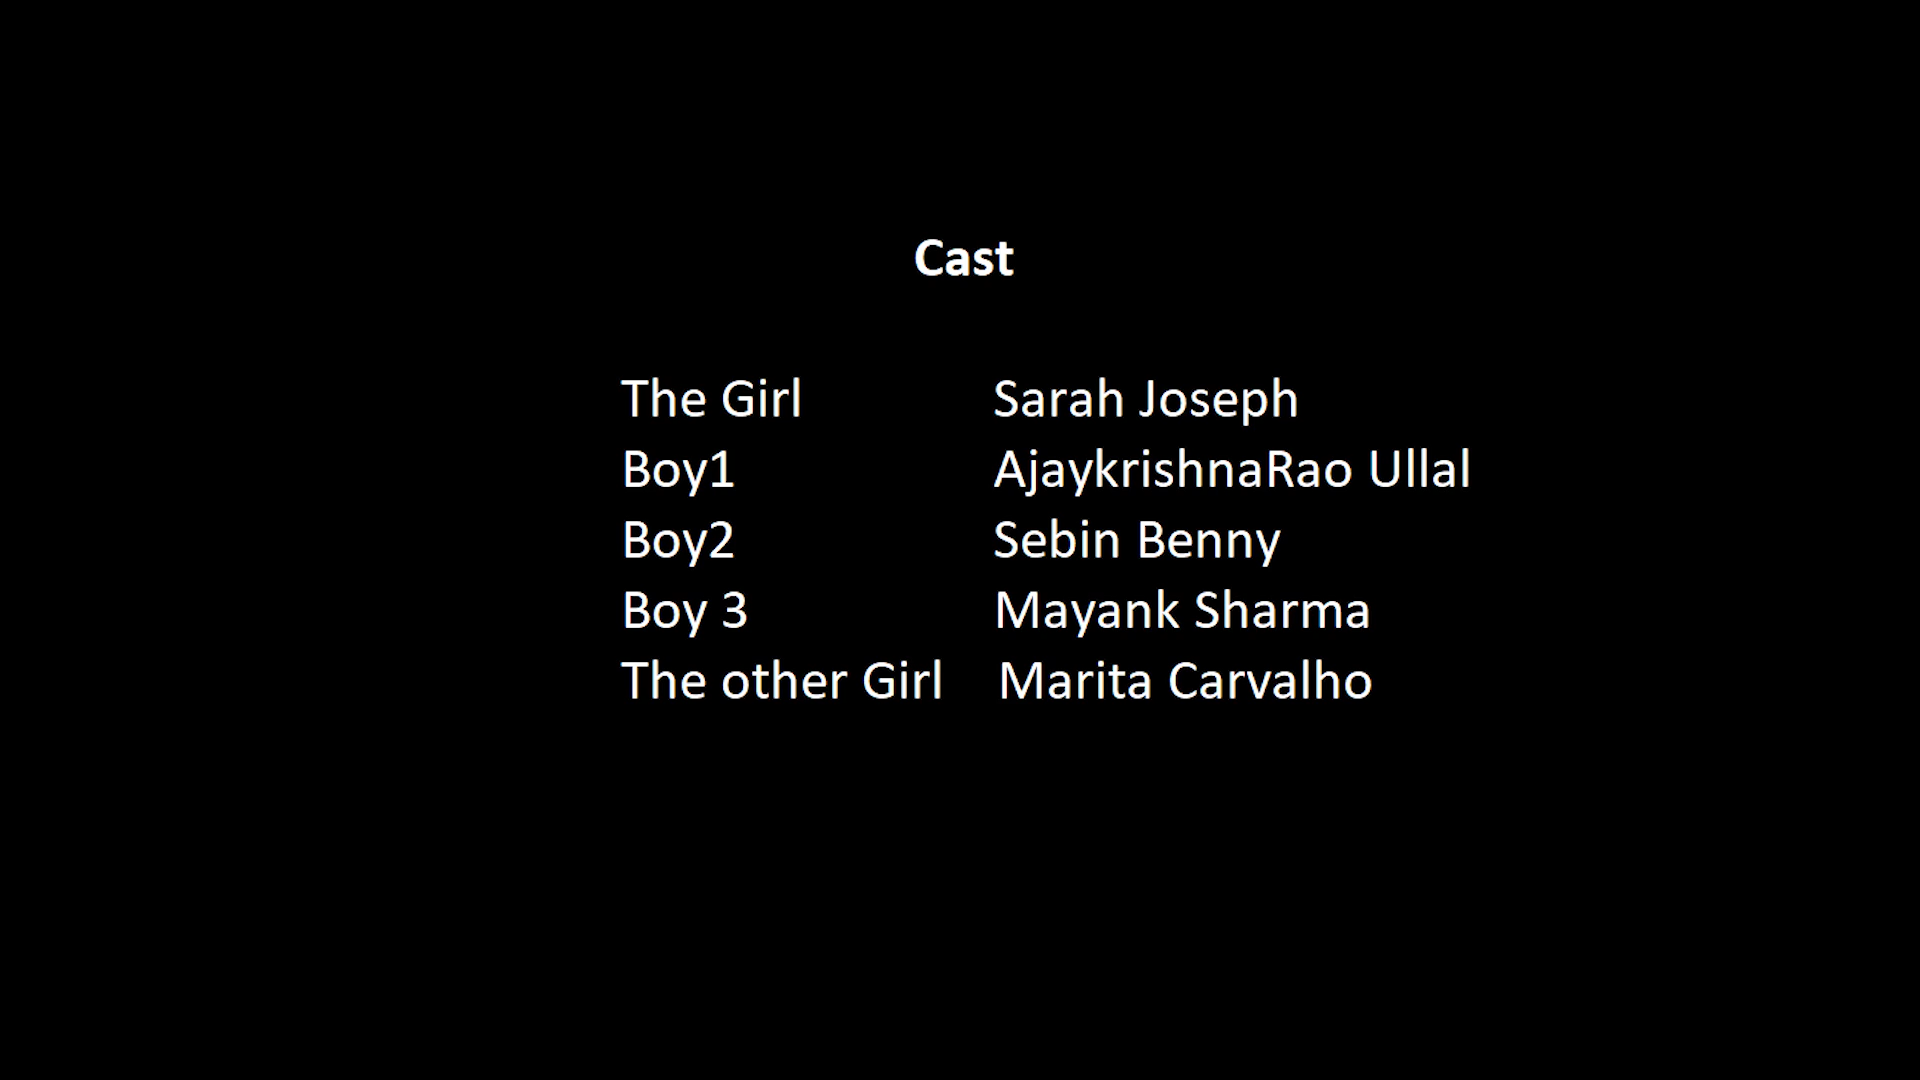 Cast
The Girl Sarah Joseph
Boy1 AjaykrishnaRao Ullal
Boy2 Sebin Benny
Boy 3 Mayank Sharma
The other Girl Marita Carvalho